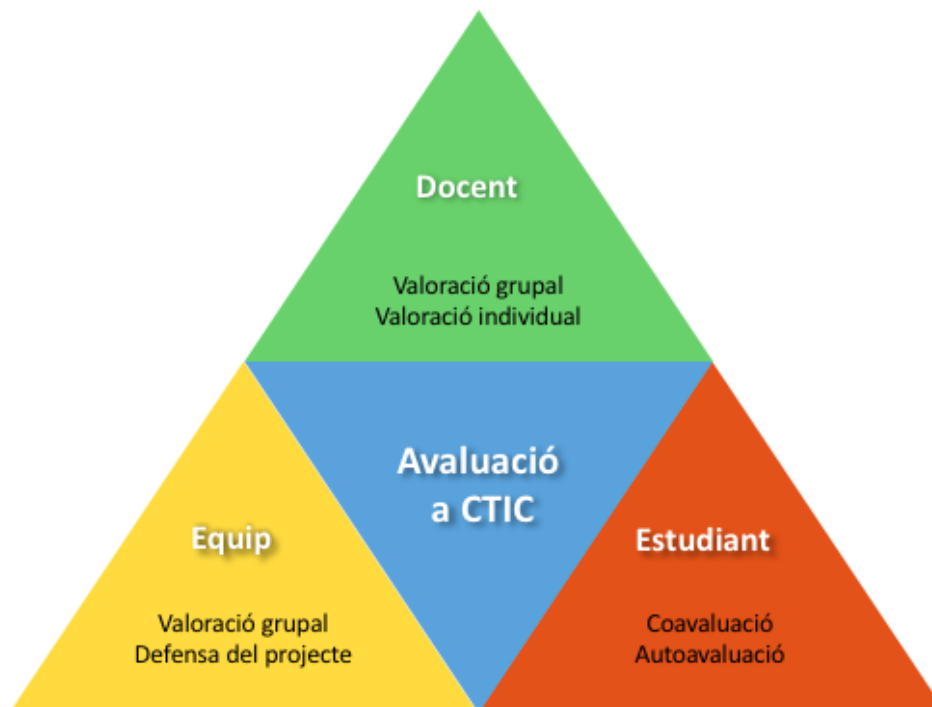 Docent
Valoració grupal
Valoració individual
Avaluació
a CTIC
Equip
Valoració grupal
Defensa del projecte
Estudiant
Coavaluació
Autoavaluació